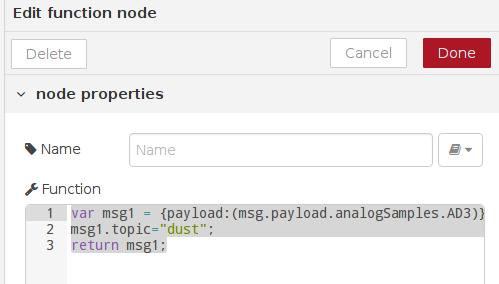 Edit function node
Delete
Cancel
Done
node properties
Name
Name
Function
1 var msg1 = {payload:(msg.payload.analogSamples.AD3)}
2 msg1.topic="dust";
3 return msg1;